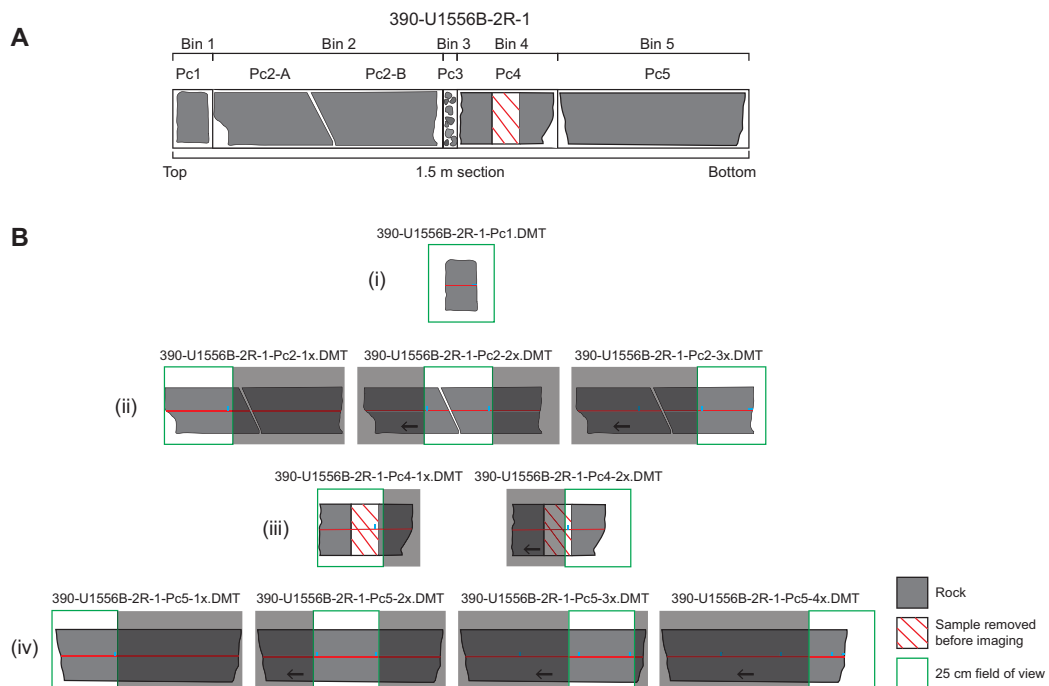 390-U1556B-2R-1
A
Bin 1 Bin 2 Bin 3 Bin 4 Bin 5
Pc1 Pc2-A Pc2-B Pc3 Pc4 Pc5
Top 1.5 m section Bottom
B
390-U1556B-2R-1-Pc1.DMT
(i)
390-U1556B-2R-1-Pc2-1x.DMT 390-U1556B-2R-1-Pc2-2x.DMT 390-U1556B-2R-1-Pc2-3x.DMT
(ii)
390-U1556B-2R-1-Pc4-1x.DMT 390-U1556B-2R-1-Pc4-2x.DMT
(iii)
390-U1556B-2R-1-Pc5-1x.DMT 390-U1556B-2R-1-Pc5-2x.DMT 390-U1556B-2R-1-Pc5-3x.DMT 390-U1556B-2R-1-Pc5-4x.DMT
(iv)
Rock
Sample removed
before imaging
25 cm field of view